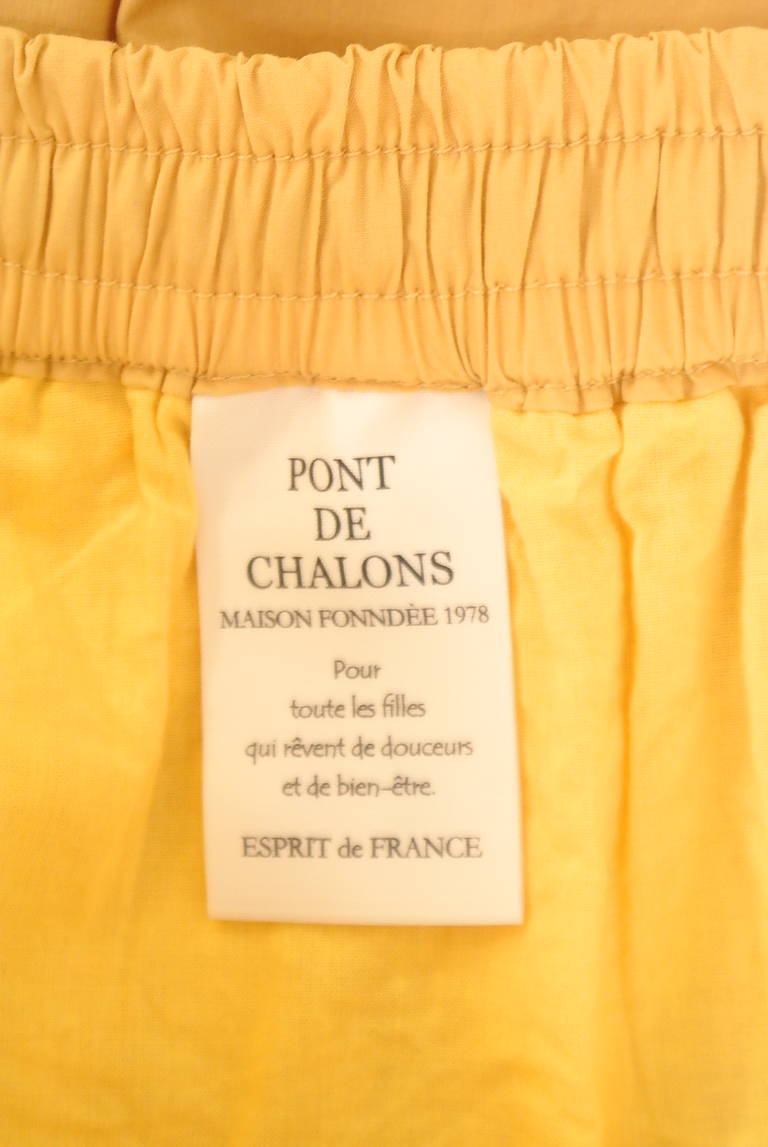 PONT
DE
CHALONS
MAISON FONNDÈE 1978
Pour
toute les filles
qui rêvent de douceurs
et de bien-être.
ESPRIT de FRANCE